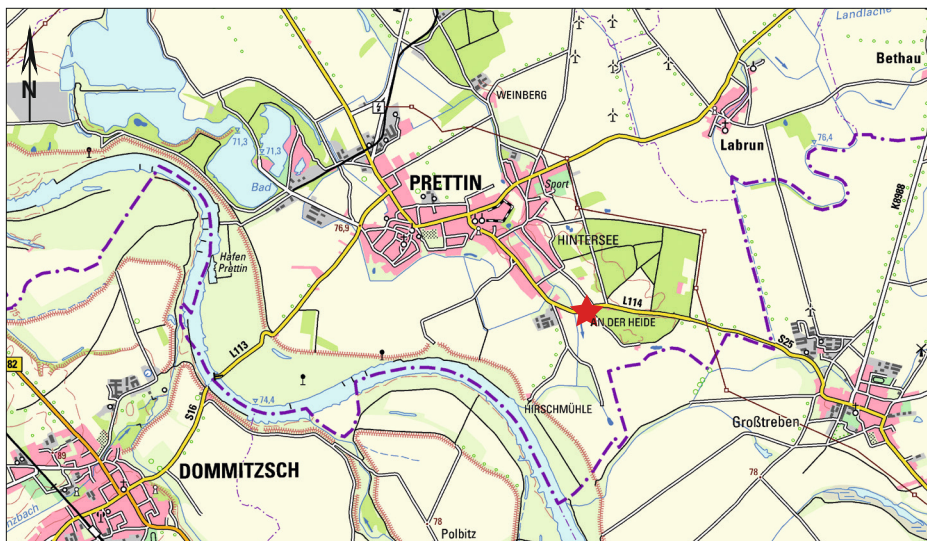 Landlache
Bethau
N
WEINBERG
71,3
71,3
76,4
Labrun
Bad
PRETTIN
Sport
K8988
76,9
HINTERSEE
Hafen
Prettin
L114
AN DER HEIDE
L113
S25
82
74,4
S16
HIRSCHMÜHLE
Großtreben
89
DOMMITZSCH
78
78
Polbitz